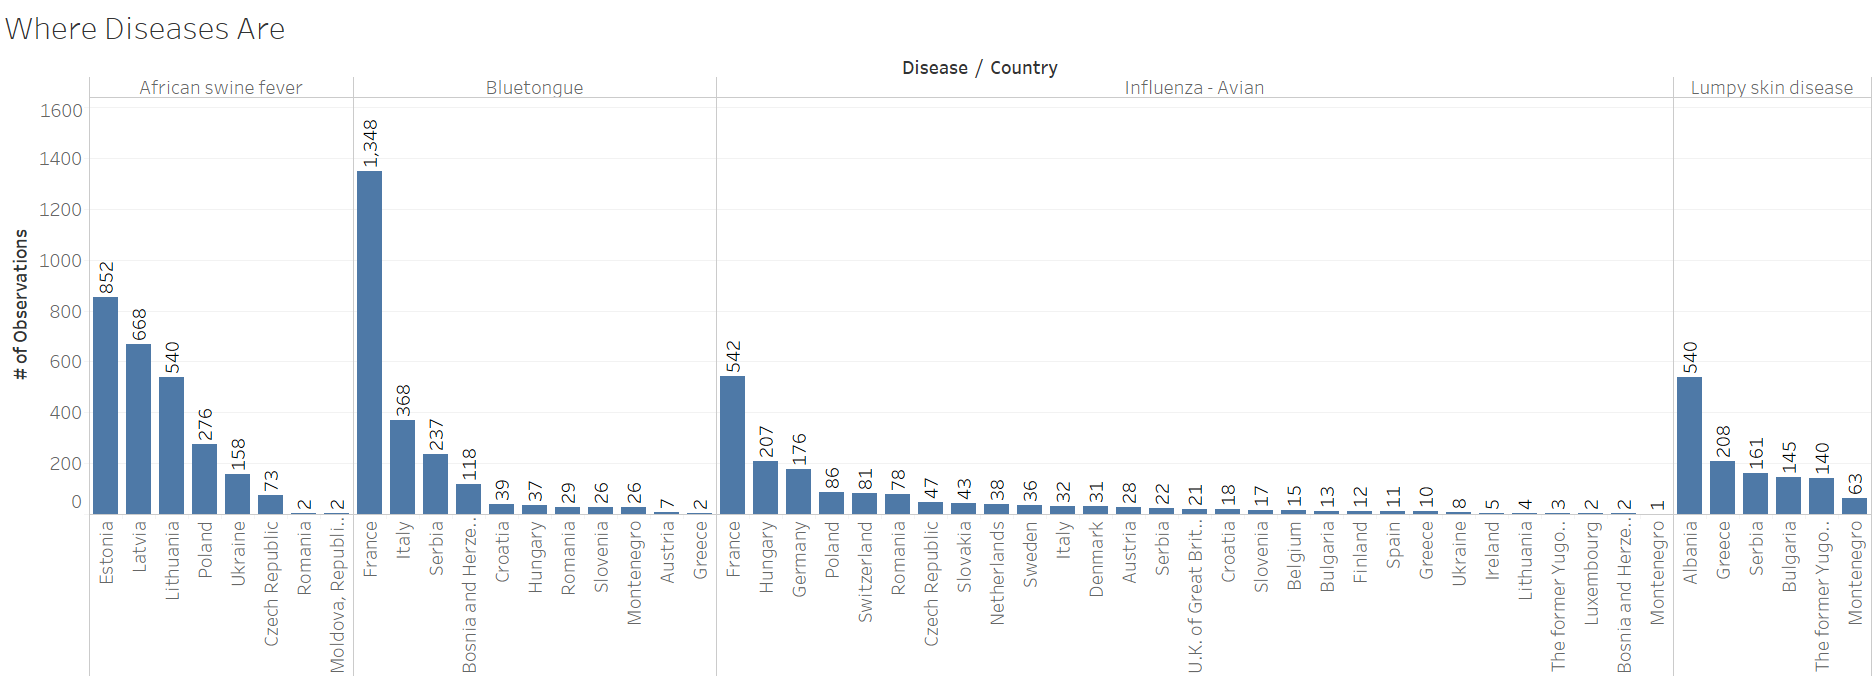 Where Diseases Are
Disease / Country
African swine fever
Bluetongue
Influenza - Avian
Lumpy skin disease
# of Observations
1600
1400
1200
1000
800
600
400
200
0
852
668
540
276
158
73
2
2
1,348
368
237
118
39
37
29
26
26
7
2
542
207
176
86
81
78
47
43
38
36
32
31
28
22
21
18
17
15
13
12
11
10
8
5
4
3
2
2
1
540
208
161
145
140
63
Estonia
Latvia
Lithuania
Poland
Ukraine
Czech Republic
Romania
Moldova, Republi..
France
Italy
Serbia
Bosnia and Herze..
Croatia
Hungary
Romania
Slovenia
Montenegro
Austria
Greece
France
Hungary
Germany
Poland
Switzerland
Romania
Czech Republic
Slovakia
Netherlands
Sweden
Italy
Denmark
Austria
Serbia
U.K. of Great Brit..
Croatia
Slovenia
Belgium
Bulgaria
Finland
Spain
Greece
Ukraine
Ireland
Lithuania
The former Yugo..
Luxembourg
Bosnia and Herze..
Montenegro
Albania
Greece
Serbia
Bulgaria
The former Yugo..
Montenegro